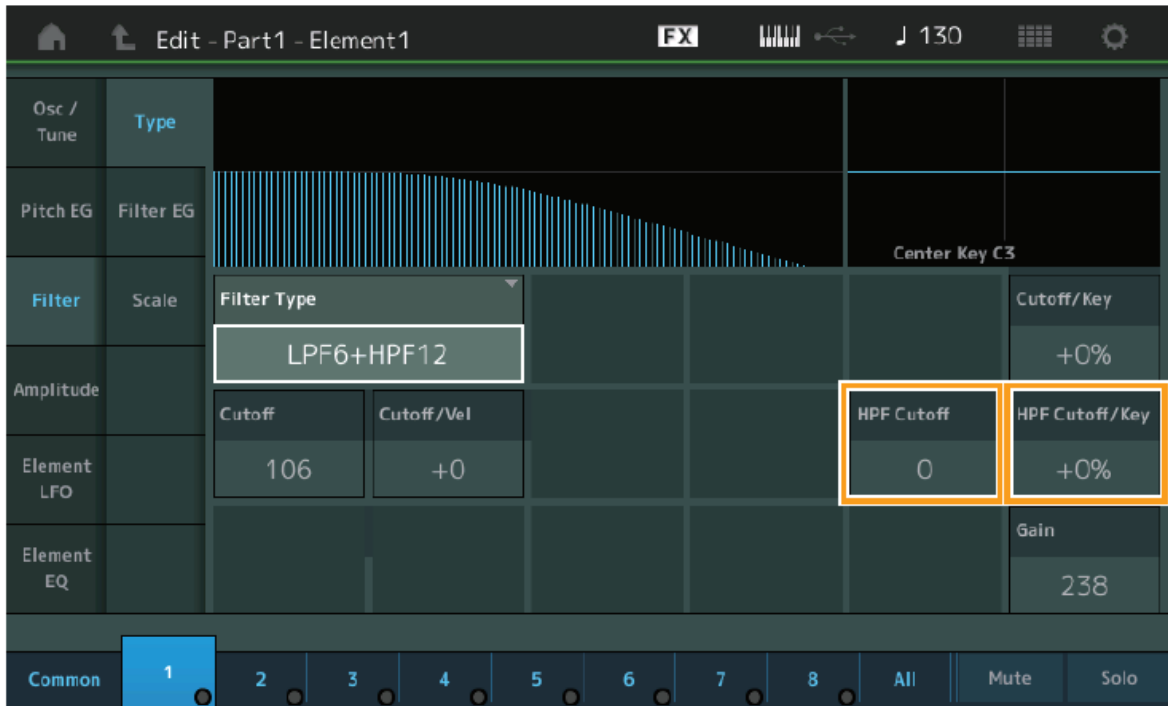 Edit - Part1 - Element1
FX
♩ 130
Osc /
Tune
Type
Pitch EG
Filter EG
Center Key C3
Filter
Scale
Filter Type
LPF6+HPF12
Cutoff/Key
+0%
Amplitude
Cutoff
106
Cutoff/Vel
+0
HPF Cutoff
0
HPF Cutoff/Key
+0%
Element
LFO
Element
EQ
Gain
238
Common
1
2
3
4
5
6
7
8
All
Mute
Solo